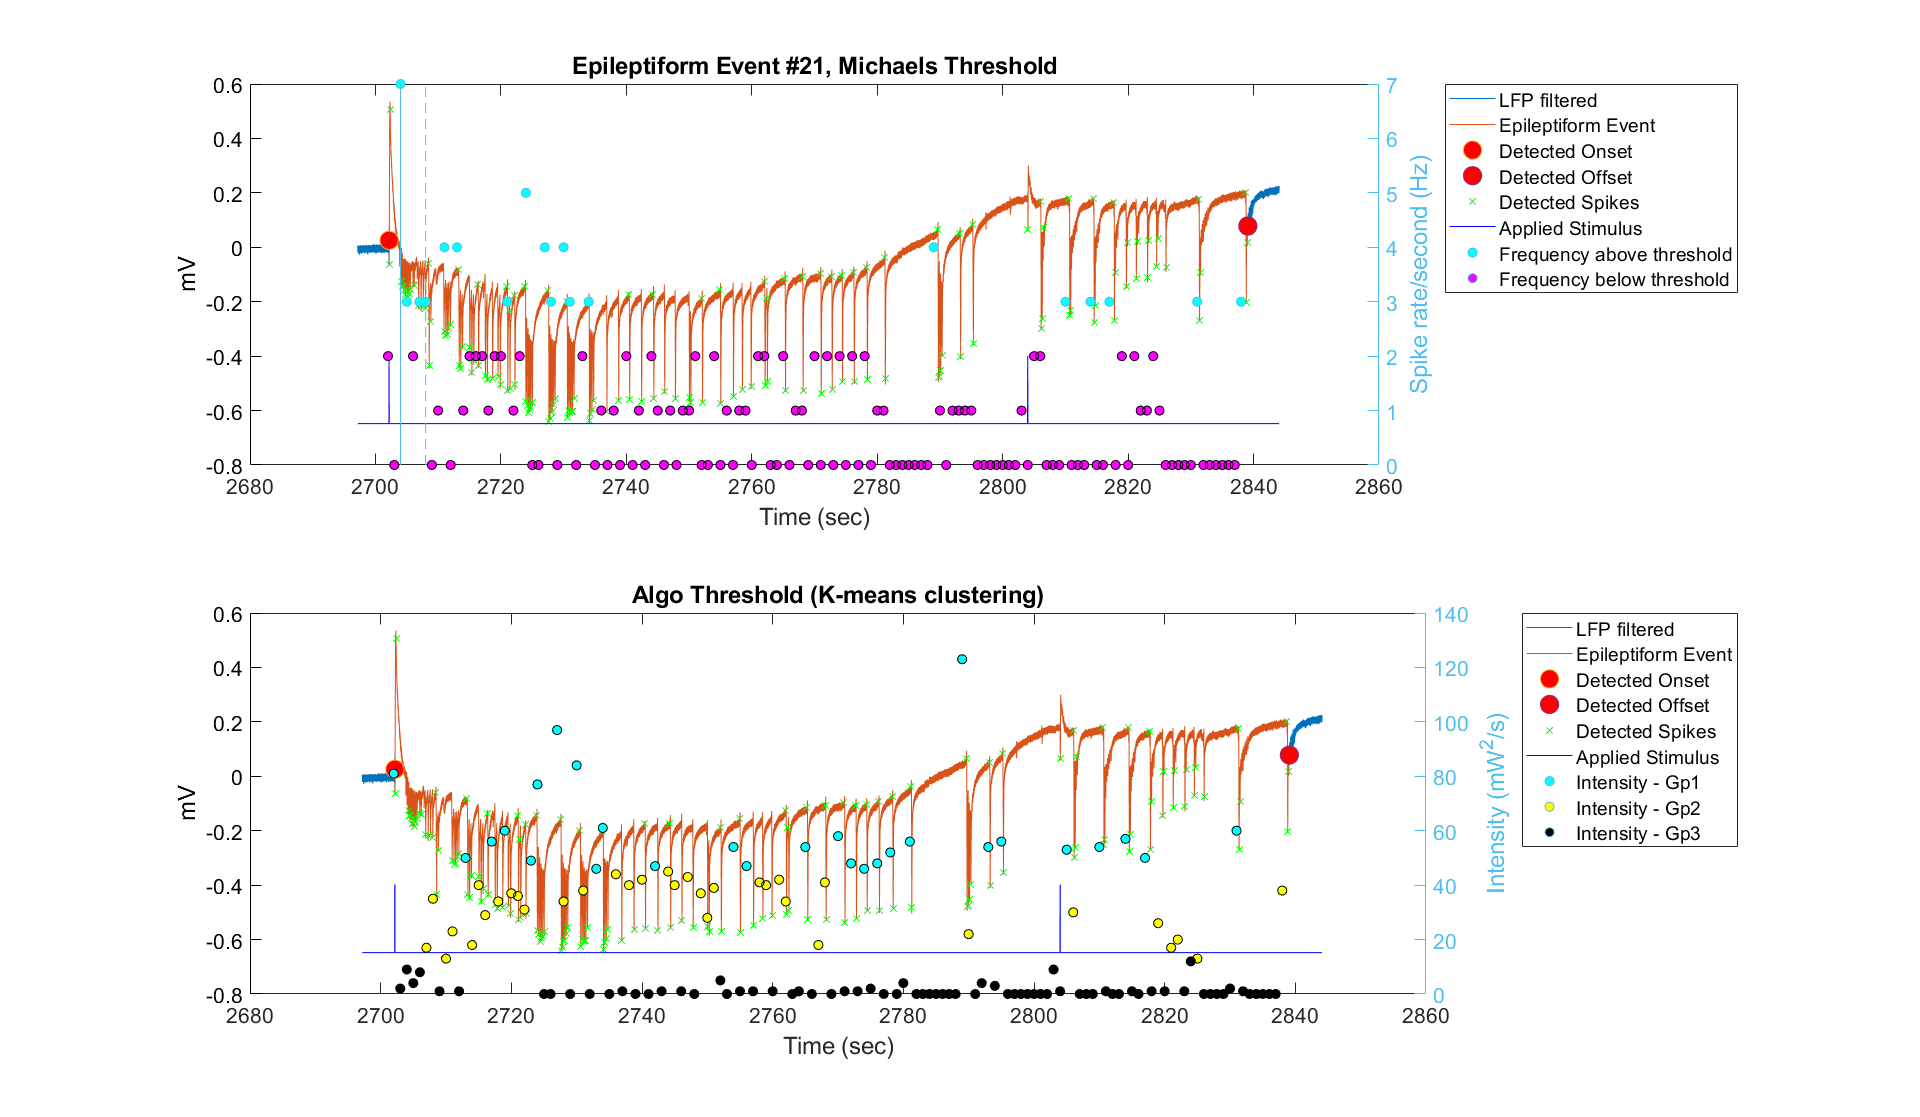 Epileptiform Event #21, Michaels Threshold
0.6
0.4
0.2
0
-0.2
-0.4
-0.6
-0.8
mV
2680 2700 2720 2740 2760 2780 2800 2820 2840 2860
Time (sec)
7
6
5
4
3
2
1
0
Spike rate/second (Hz)
LFP filtered
Epileptiform Event
Detected Onset
Detected Offset
Detected Spikes
Applied Stimulus
Frequency above threshold
Frequency below threshold
Algo Threshold (K-means clustering)
0.6
0.4
0.2
0
-0.2
-0.4
-0.6
-0.8
mV
2680 2700 2720 2740 2760 2780 2800 2820 2840 2860
Time (sec)
140
120
100
80
60
40
20
0
Intensity (mW²/s)
LFP filtered
Epileptiform Event
Detected Onset
Detected Offset
Detected Spikes
Applied Stimulus
Intensity - Gp1
Intensity - Gp2
Intensity - Gp3